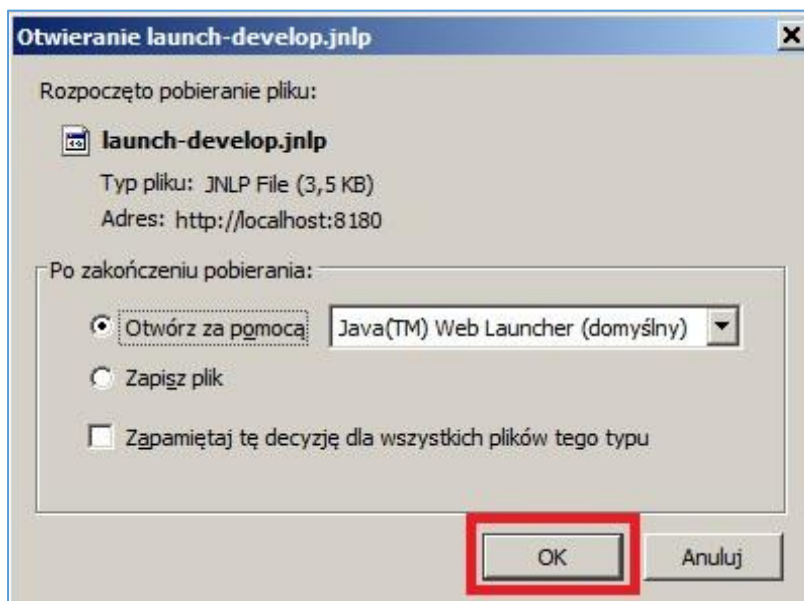 Otwieranie launch-develop.jnlp
Rozpoczęto pobieranie pliku:
launch-develop.jnlp
Typ pliku: JNLP File (3,5 KB)
Adres: http://localhost:8180
Po zakończeniu pobierania:
Otwórz za pomocą Java(TM) Web Launcher (domyślny)
Zapisz plik
Zapamiętaj tę decyzję dla wszystkich plików tego typu
OK Anuluj